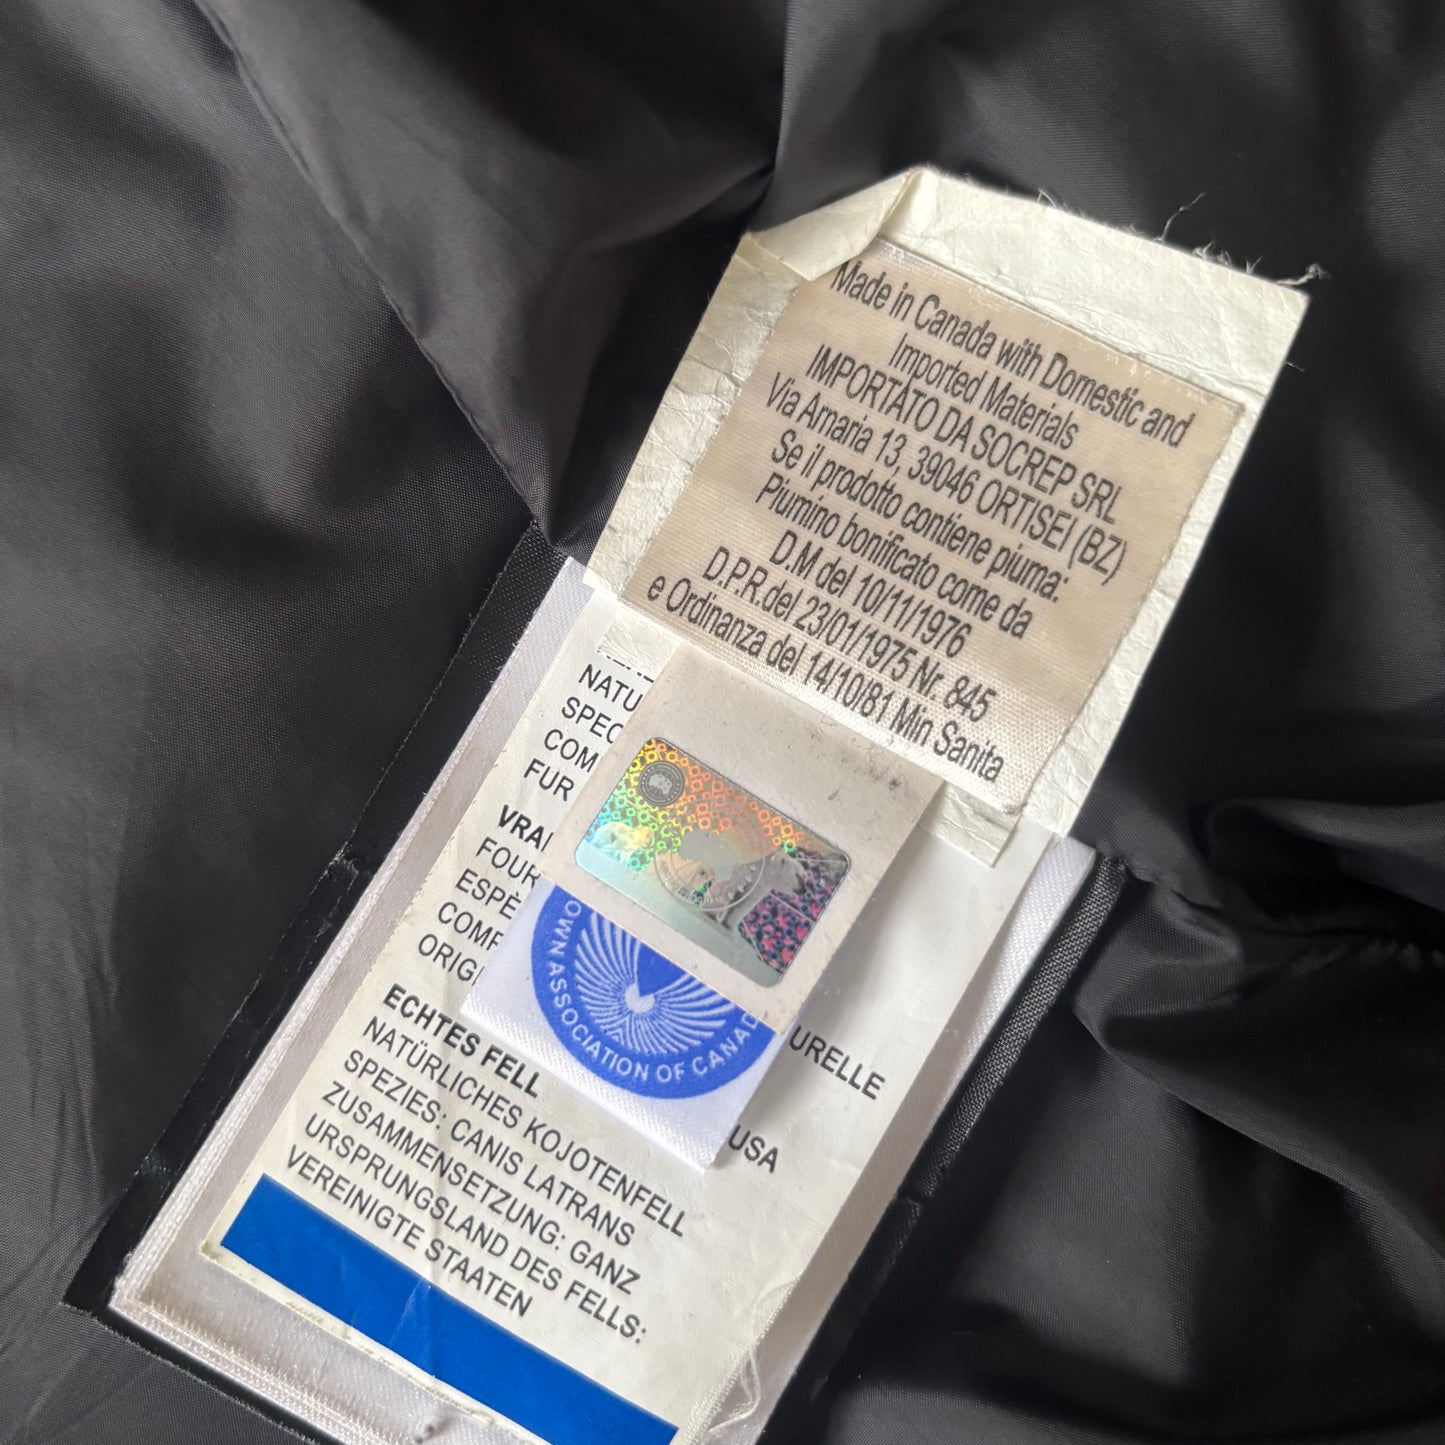 Made in Canada with Domestic and
Imported Materials
IMPORTATO DA SOCREP SRL
Via Arnaria 13, 39046 ORTISEI (BZ)
Se il prodotto contiene piuma:
Piumino bonificato come da
D.M del 10/11/1976
D.P.R.del 23/01/1975 Nr. 845
e Ordinanza del 14/10/81 Min Sanita
NATU
SPEC
COM
FUR
VRAI
FOUR
ESPÈ
COMP
ORIGI
URELLE
USA
OWN ASSOCIATION OF CANAD
ECHTES FELL
NATÜRLICHES KOJOTENFELL
SPEZIES: CANIS LATRANS
ZUSAMMENSETZUNG: GANZ
URSPRUNGSLAND DES FELLS:
VEREINIGTE STAATEN